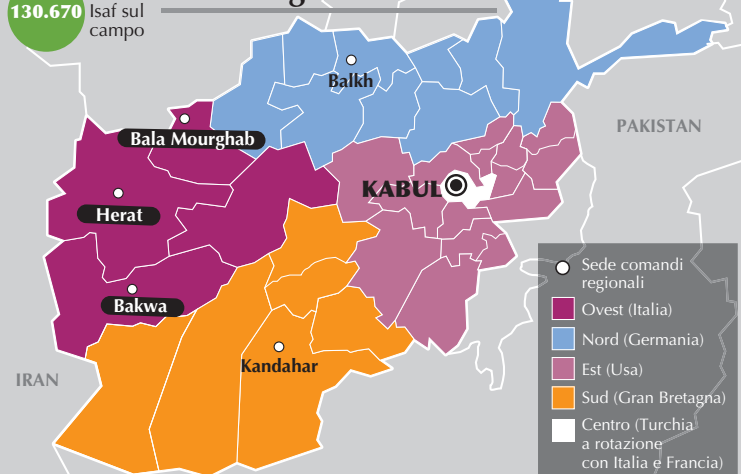 130.670 Isaf sul
campo
Balkh
Bala Mourghab
PAKISTAN
KABUL
Herat
Bakwa
Kandahar
IRAN
Sede comandi
regionali
Ovest (Italia)
Nord (Germania)
Est (Usa)
Sud (Gran Bretagna)
Centro (Turchia
a rotazione
con Italia e Francia)